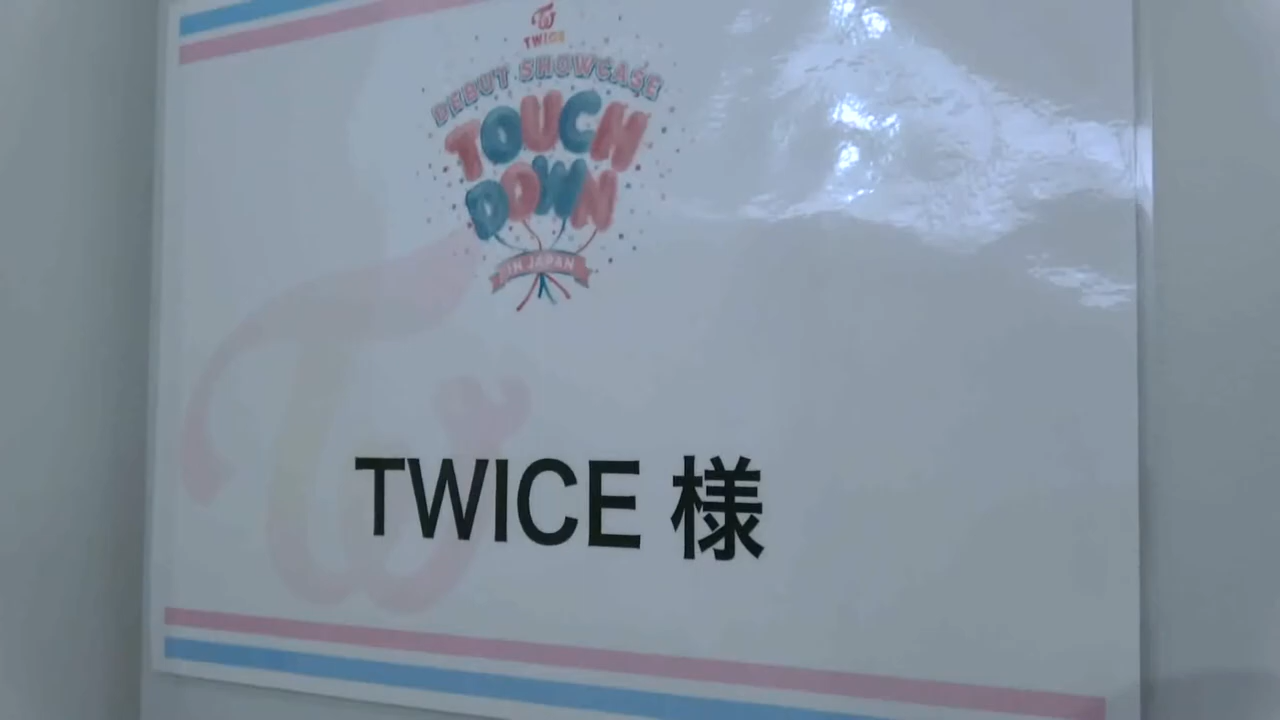 TWICE
DEBUT SHOWCASE
TOUCH
DOWN
IN JAPAN
TWICE 様